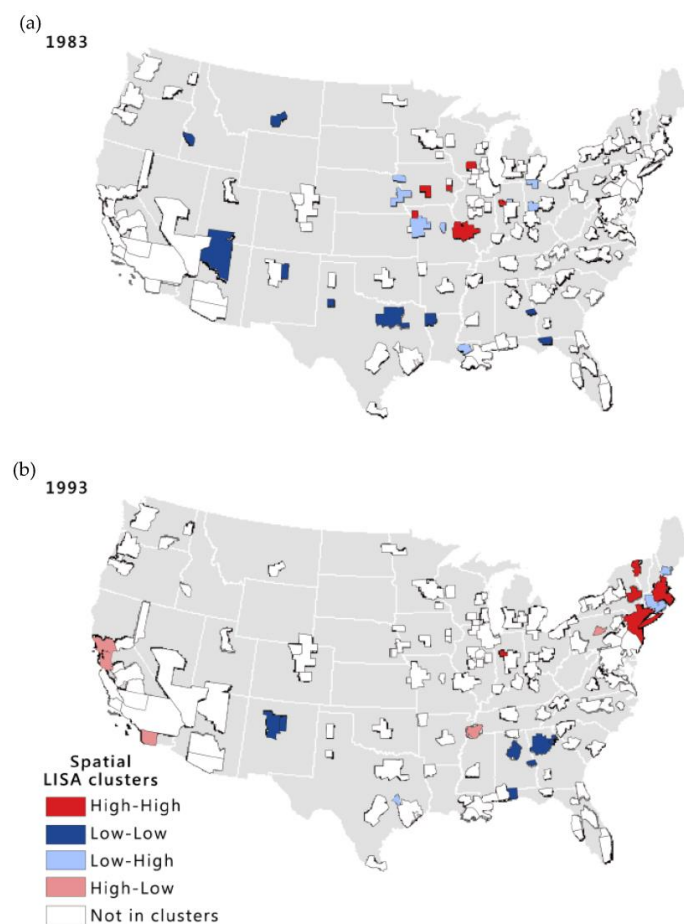 (a)
1983
(b)
1993
Spatial
LISA clusters
High-High
Low-Low
Low-High
High-Low
Not in clusters